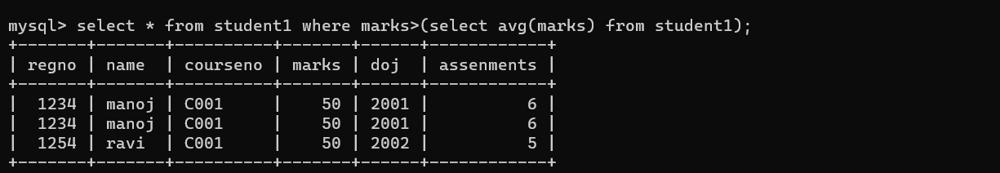 mysql> select * from student1 where marks>(select avg(marks) from student1);
+-------+-------+----------+-------+------+------------+
| regno | name  | courseno | marks | doj  | assenments |
+-------+-------+----------+-------+------+------------+
|  1234 | manoj | C001     |    50 | 2001 |          6 |
|  1234 | manoj | C001     |    50 | 2001 |          6 |
|  1254 | ravi  | C001     |    50 | 2002 |          5 |
+-------+-------+----------+-------+------+------------+